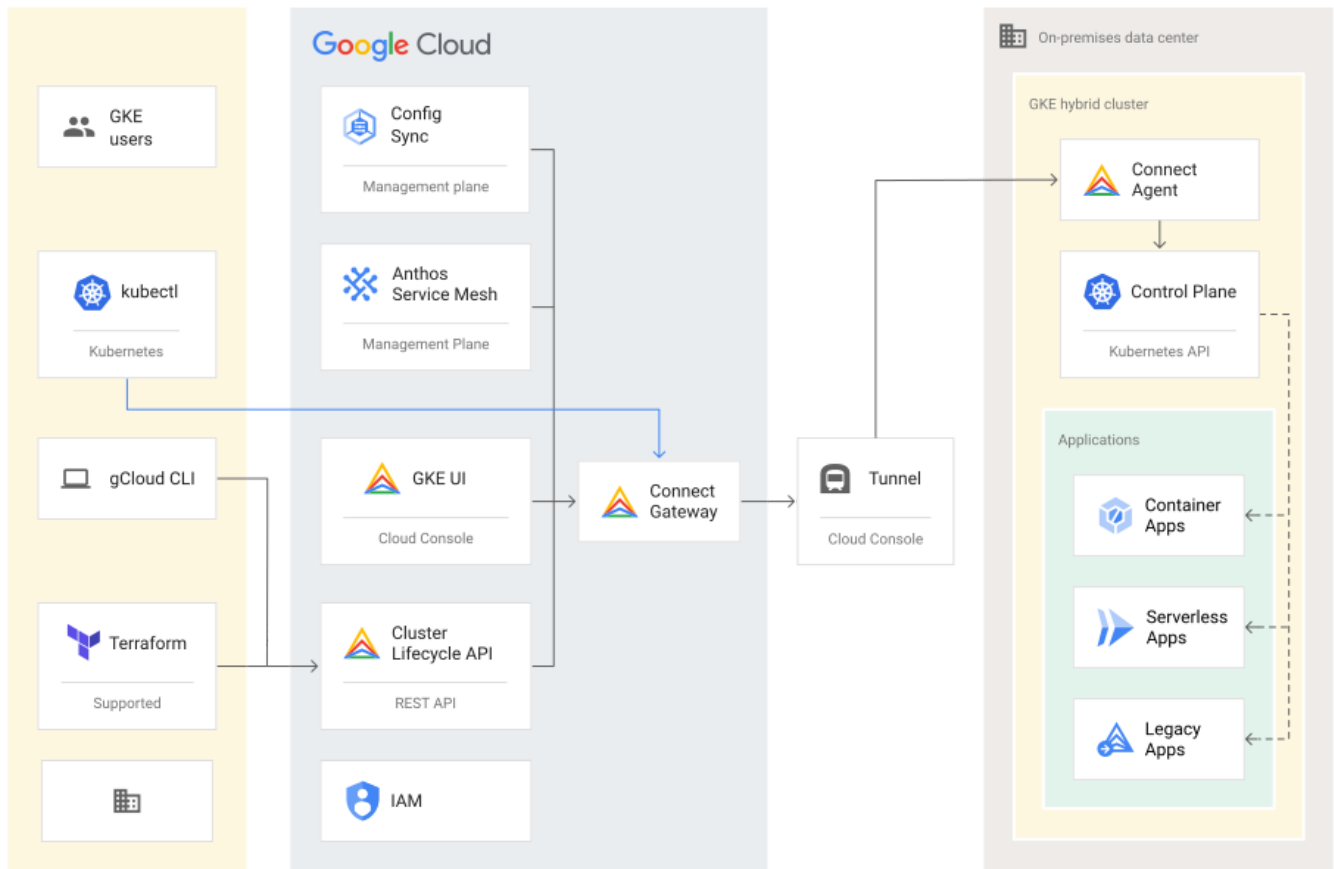 GKE
users
kubectl
Kubernetes
gCloud CLI
Terraform
Supported
Google Cloud
Config
Sync
Management plane
Anthos
Service Mesh
Management Plane
GKE UI
Cloud Console
Cluster
Lifecycle API
REST API
IAM
Connect
Gateway
Tunnel
Cloud Console
On-premises data center
GKE hybrid cluster
Connect
Agent
Control Plane
Kubernetes API
Applications
Container
Apps
Serverless
Apps
Legacy
Apps